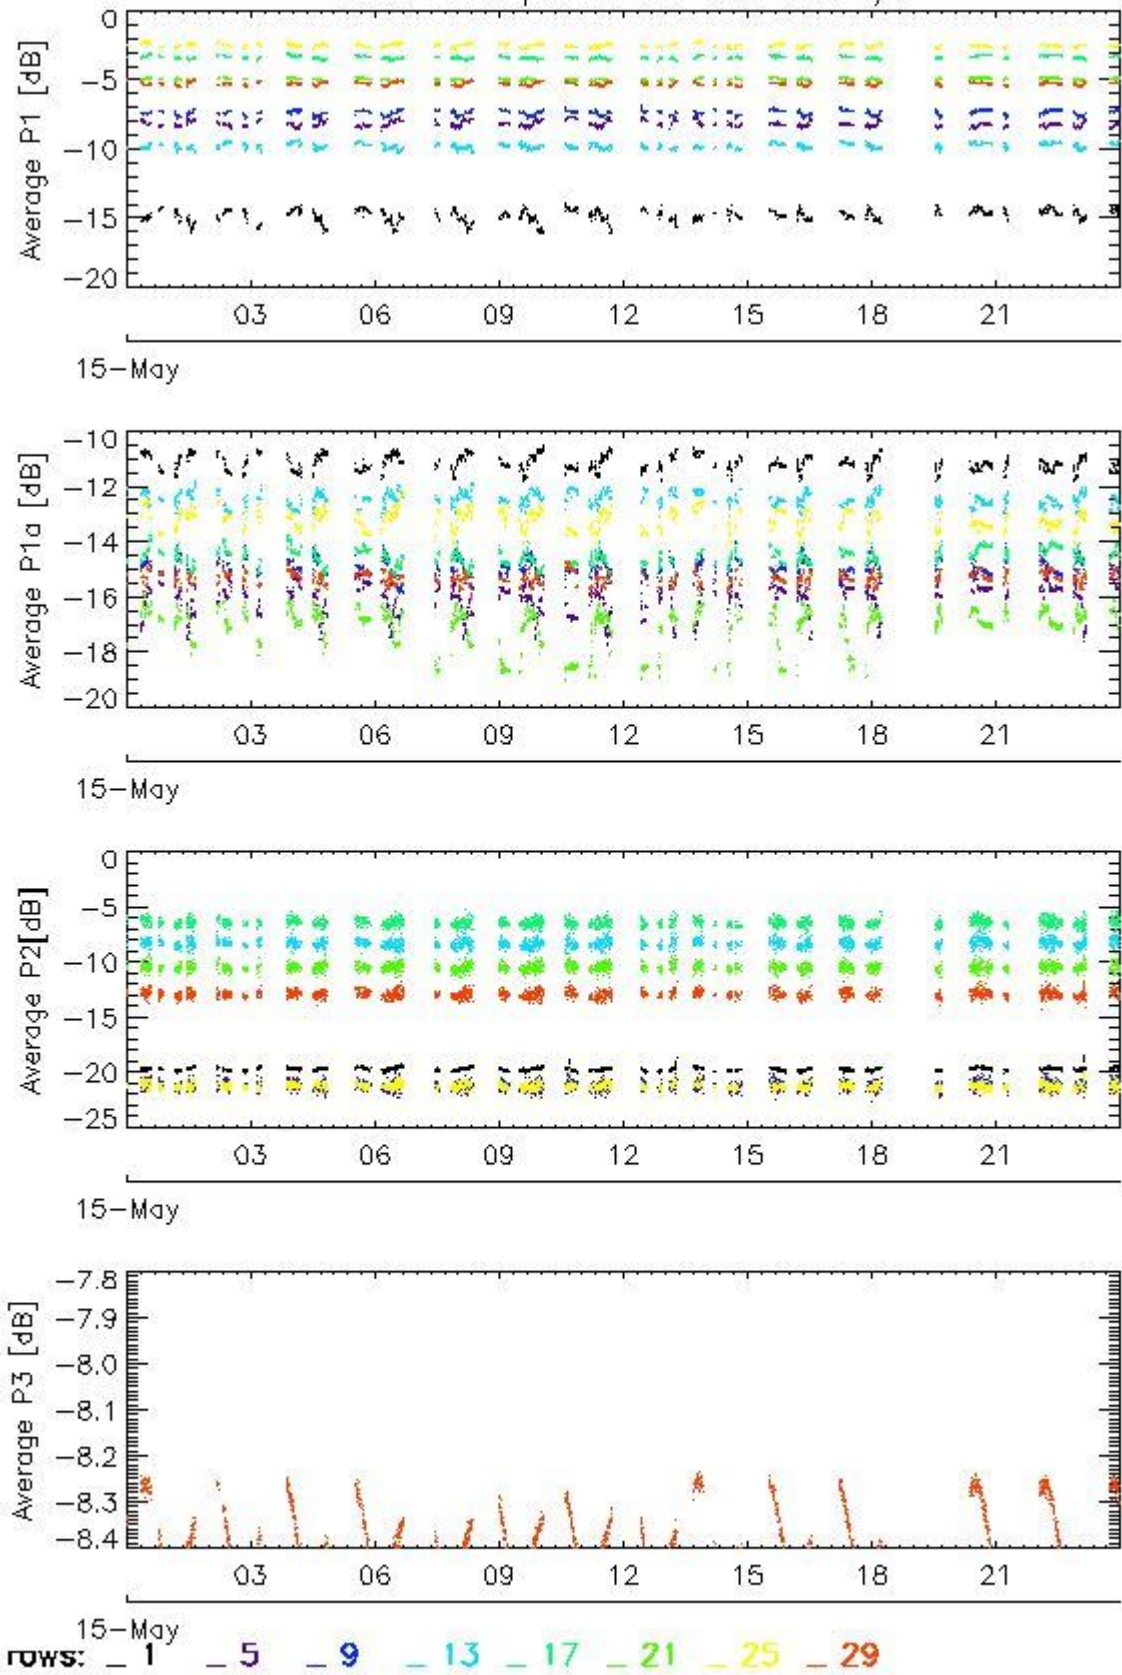 0
−5
−10
−15
−20
Average P1 [dB]
03 06 09 12 15 18 21
15−May
−10
−12
−14
−16
−18
−20
Average P1a [dB]
03 06 09 12 15 18 21
15−May
0
−5
−10
−15
−20
−25
Average P2[dB]
03 06 09 12 15 18 21
15−May
−7.8
−7.9
−8.0
−8.1
−8.2
−8.3
−8.4
Average P3 [dB]
03 06 09 12 15 18 21
15−May
rows: _ 1 _ 5 _ 9 _ 13 _ 17 _ 21 _ 25 _ 29